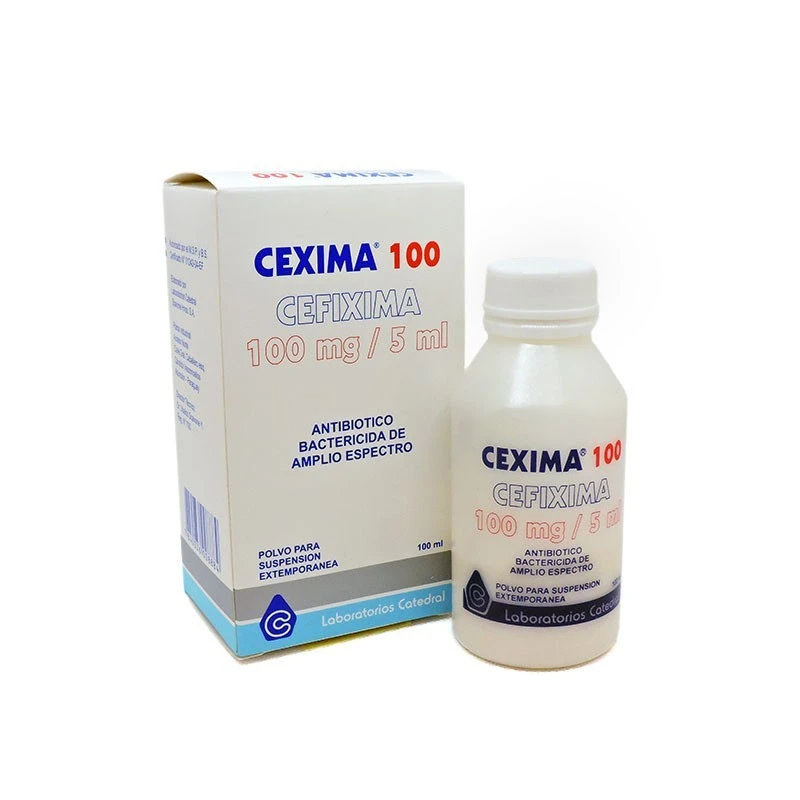 CEXIMA 100
CEXIMA® 100
CEFIXIMA
100 mg / 5 ml
ANTIBIOTICO
BACTERICIDA DE
AMPLIO ESPECTRO
POLVO PARA
SUSPENSION
EXTEMPORANEA
100 ml
Laboratorios Catedral
CEXIMA® 100
CEFIXIMA
100 mg / 5 ml
ANTIBIOTICO
BACTERICIDA DE
AMPLIO ESPECTRO
POLVO PARA SUSPENSION
EXTEMPORANEA
Laboratorios Catedral